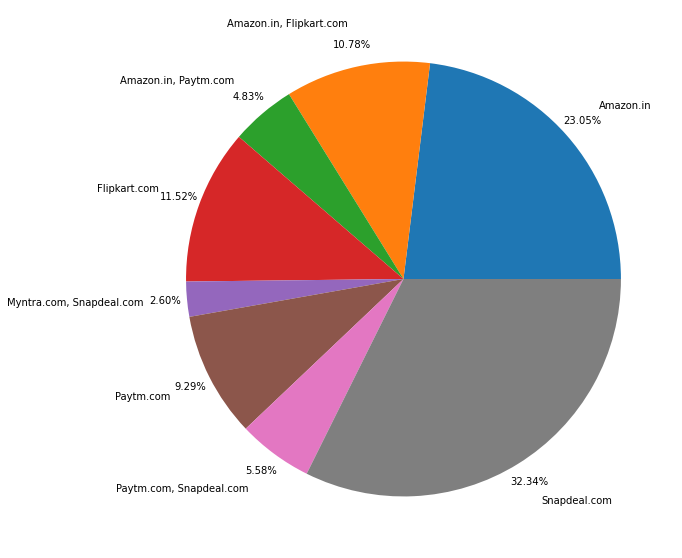 Amazon.in, Flipkart.com
10.78%
Amazon.in, Paytm.com
4.83%
Amazon.in
23.05%
Flipkart.com
11.52%
Myntra.com, Snapdeal.com
2.60%
Paytm.com
9.29%
Paytm.com, Snapdeal.com
5.58%
32.34%
Snapdeal.com